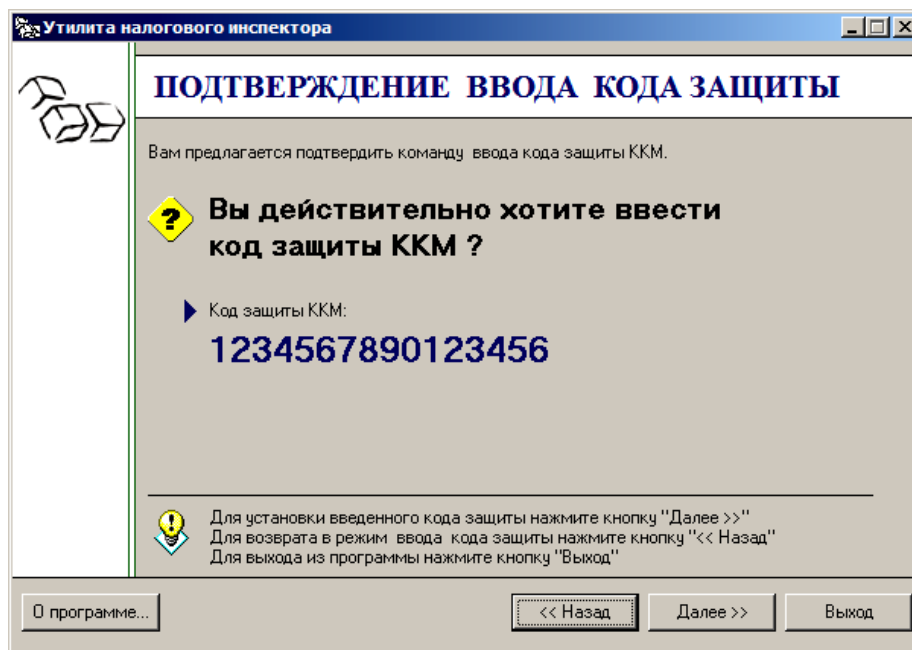 Утилита налогового инспектора
ПОДТВЕРЖДЕНИЕ ВВОДА КОДА ЗАЩИТЫ
Вам предлагается подтвердить команду ввода кода защиты ККМ.
Вы действительно хотите ввести
код защиты ККМ ?
Код защиты ККМ:
1234567890123456
Для установки введенного кода защиты нажмите кнопку "Далее >>"
Для возврата в режим ввода кода защиты нажмите кнопку "<< Назад"
Для выхода из программы нажмите кнопку "Выход"
О программе... << Назад Далее >> Выход